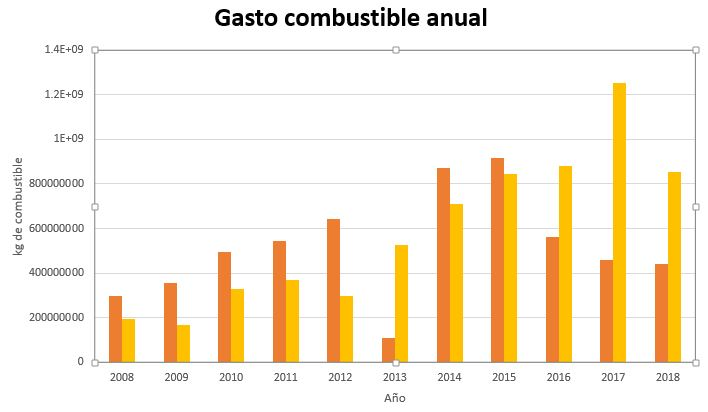 Gasto combustible anual
1.4E+09
1.2E+09
1E+09
800000000
600000000
400000000
200000000
0
kg de combustible
2008 2009 2010 2011 2012 2013 2014 2015 2016 2017 2018
Año